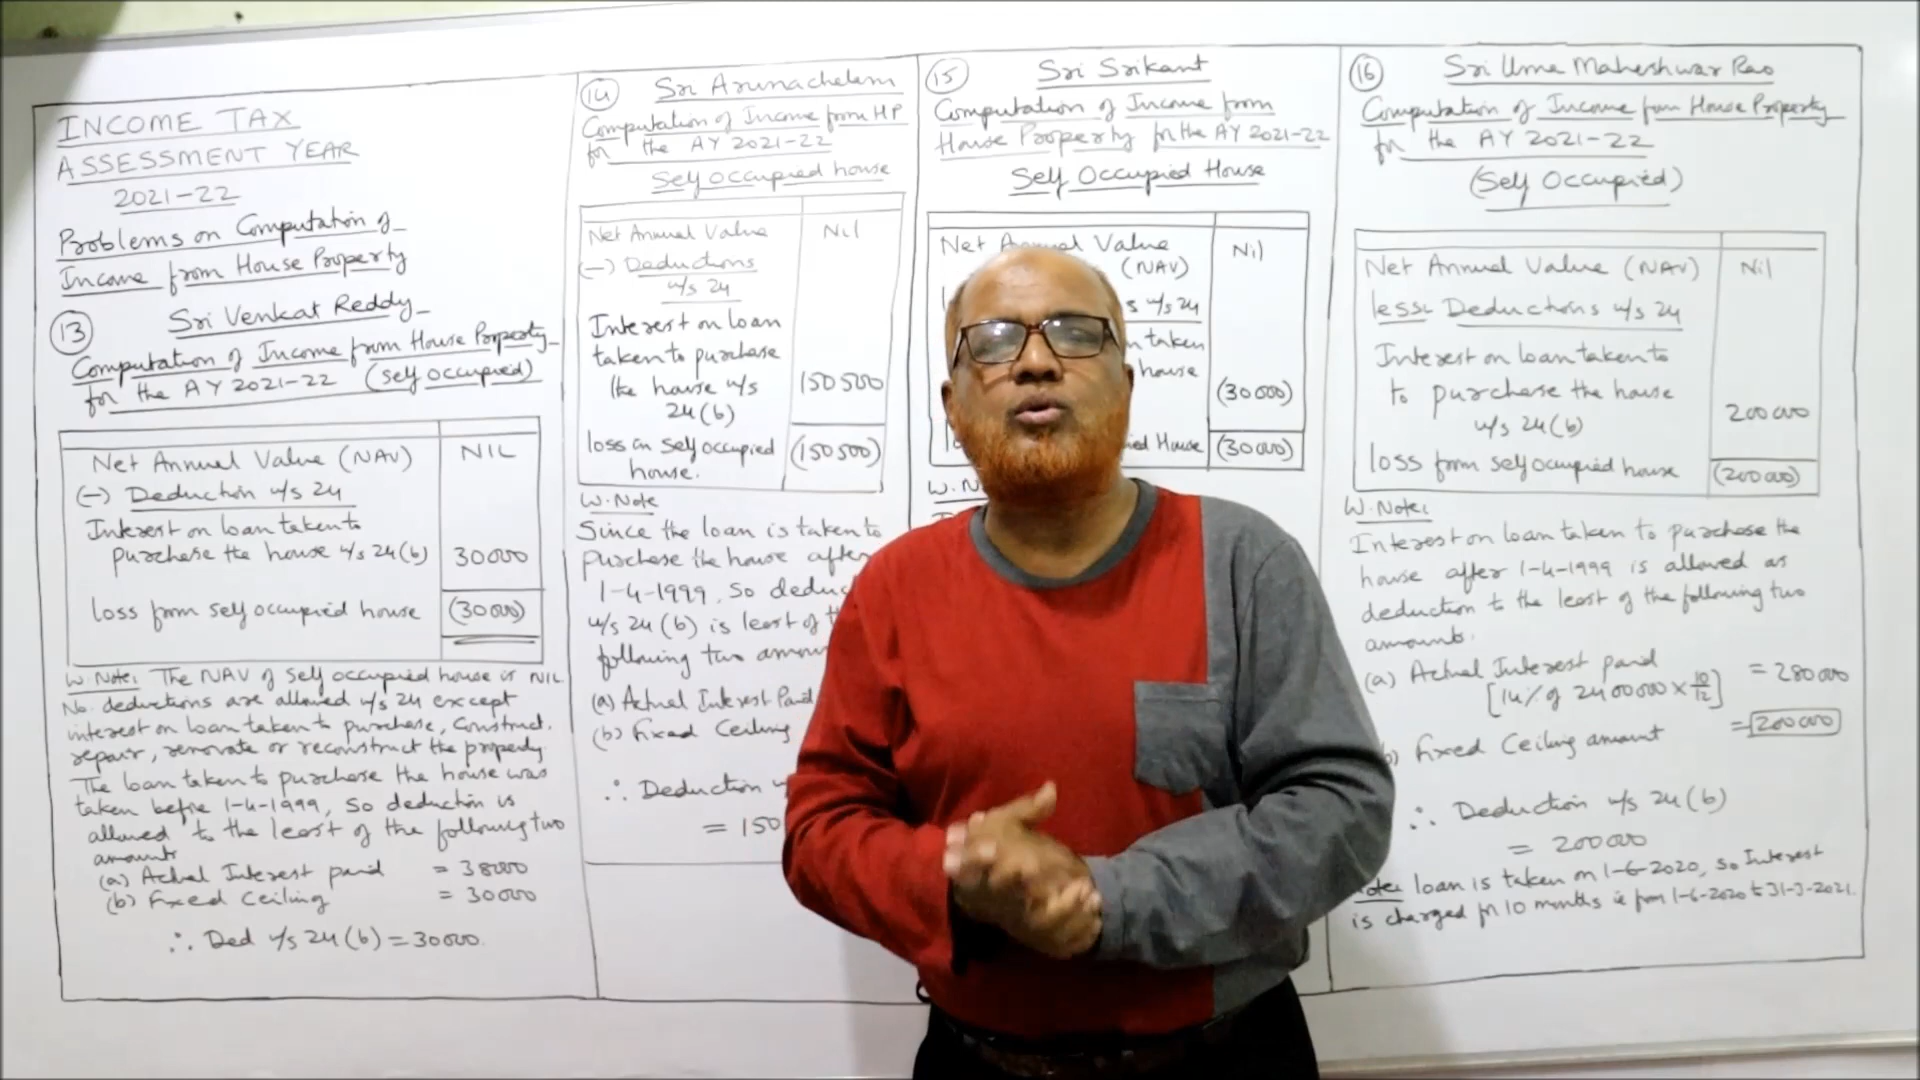 INCOME TAX
ASSESSMENT YEAR
2021-22
Problems on Computation of
Income from House Property
13 Sri Venkat Reddy
Computation of Income from House Property
for the AY 2021-22 (self occupied)
Net Annual Value (NAV) NIL
(-) Deduction u/s 24
Interest on loan taken to
purchase the house u/s 24(b) 30000
loss from self occupied house (30000)
W.Note: The NAV of self occupied house is NIL
No deductions are allowed u/s 24 except
interest on loan taken to purchase, construct,
repair, renovate or reconstruct the property
The loan taken to purchase the house was
taken before 1-4-1999, So deduction is
allowed to the least of the following two
amounts
(a) Actual Interest paid = 38000
(b) Fixed Ceiling = 30000
∴ Ded u/s 24(b) = 30000.
14 Sri Arunachelam
Computation of Income from HP
for the AY 2021-22
Self Occupied house
Net Annual Value Nil
(-) Deductions
u/s 24
Interest on loan
taken to purchase
the house u/s 150500
24(b)
loss on self occupied (150500)
house.
W.Note
Since the loan is taken to
purchase the house after
1-4-1999, So deduc
u/s 24(b) is least of
following two amoun
(a) Actual Interest Paid
(b) Fixed Ceiling
∴ Deduction
= 150
15 Sri Srikant
Computation of Income from
House Property for the AY 2021-22
Self Occupied House
Net Annual Value Nil
(NAV)
s u/s 24
n taken
house
(30000)
ied House (30000)
W.N
16 Sri Uma Maheshwar Rao
Computation of Income from House Property
for the AY 2021-22
(Self Occupied)
Net Annual Value (NAV) Nil
less: Deductions u/s 24
Interest on loan taken to
to purchase the house
u/s 24(b) 200000
loss from self occupied house (200000)
W.Note:
Interest on loan taken to purchase the
house after 1-4-1999 is allowed as
deduction to the least of the following two
amounts.
(a) Actual Interest paid = 280000
[14% of 2400000 x 10/12]
b) Fixed Ceiling amount = 200000
∴ Deduction u/s 24(b)
= 200000
ote: loan is taken on 1-6-2020, so Interest
is charged for 10 months ie from 1-6-2020 to 31-3-2021.